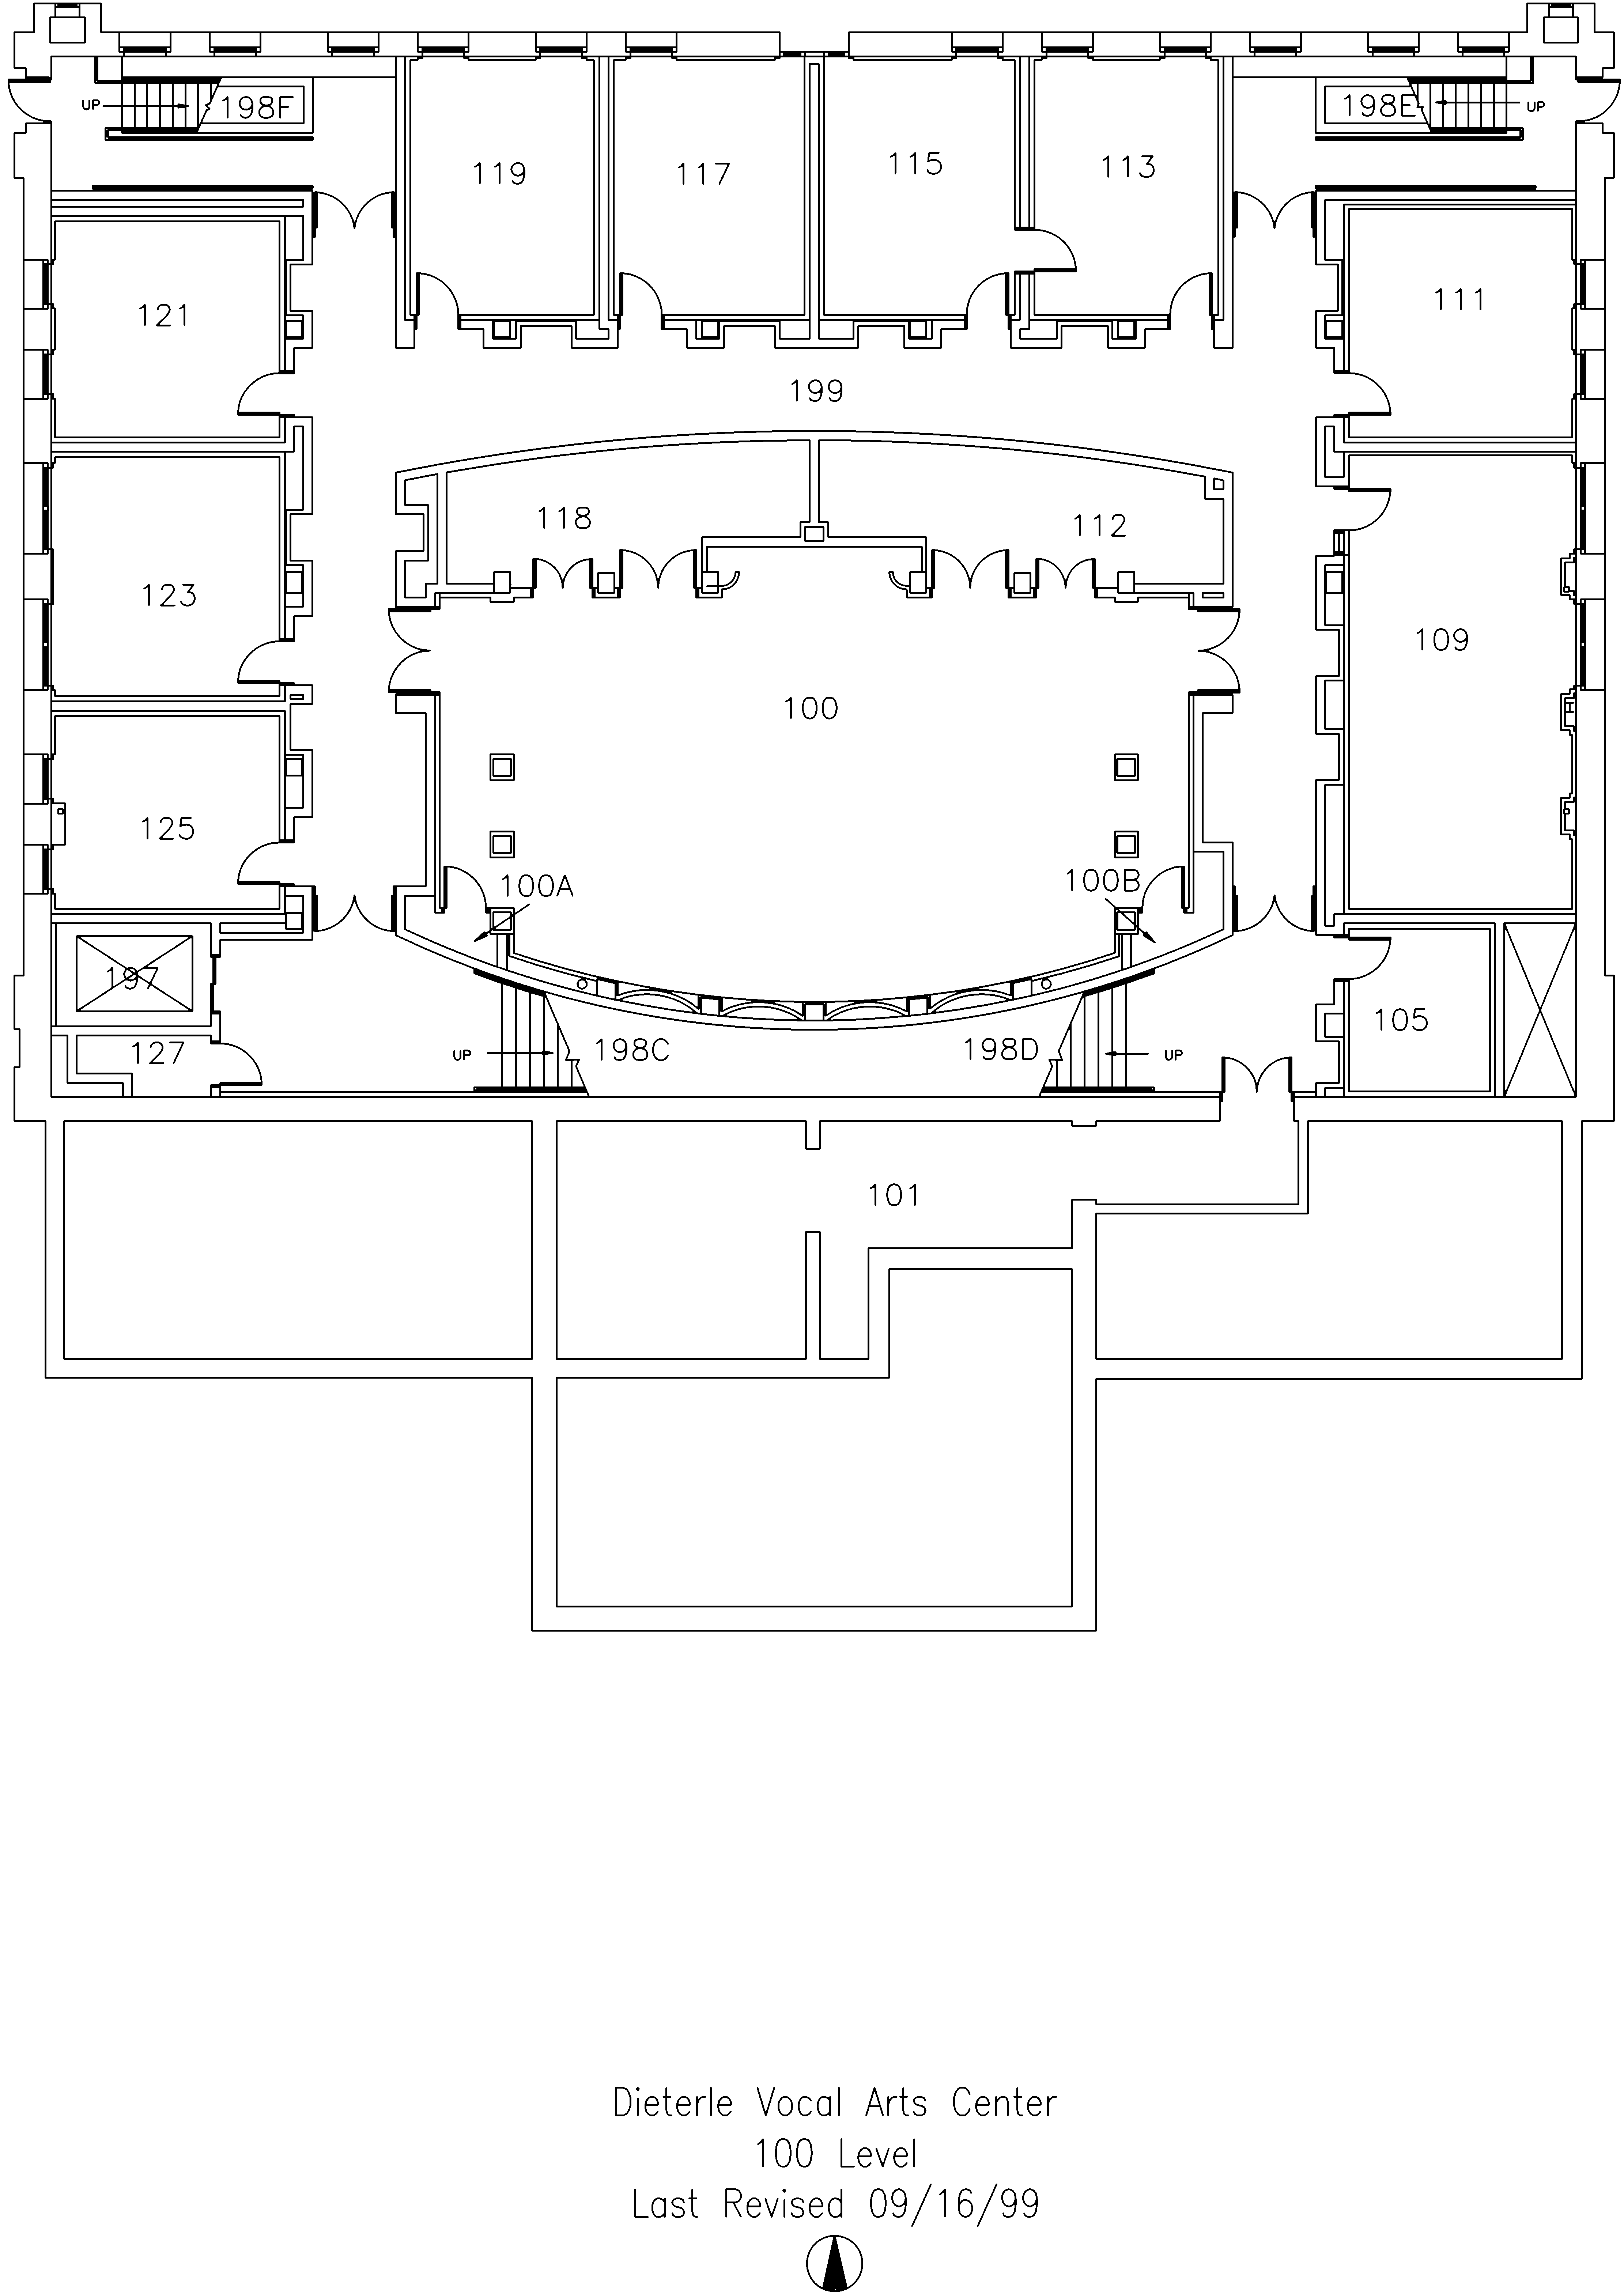 UP
198F
198E
UP
119
117
115
113
121
111
199
118
112
123
109
100
125
100A
100B
197
127
UP
198C
198D
UP
105
101
Dieterle Vocal Arts Center
100 Level
Last Revised 09/16/99